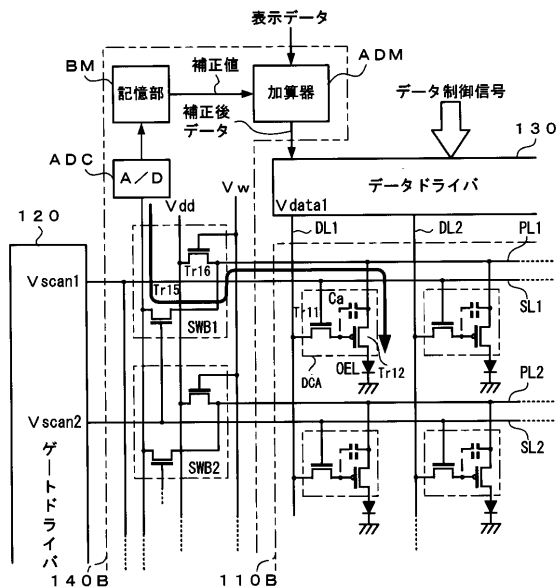 表示データ
BM
補正値
ADM
記憶部
加算器
データ制御信号
補正後
データ
130
ADC
A/D
Vdd
Vw
データドライバ
Vdata1
120
DL1
DL2
PL1
Tr16
Vscan1
Tr15
Ca
SL1
Tr11
SWB1
Tr12
OEL
DCA
PL2
Vscan2
SL2
SWB2
ゲートドライバ
140B
110B